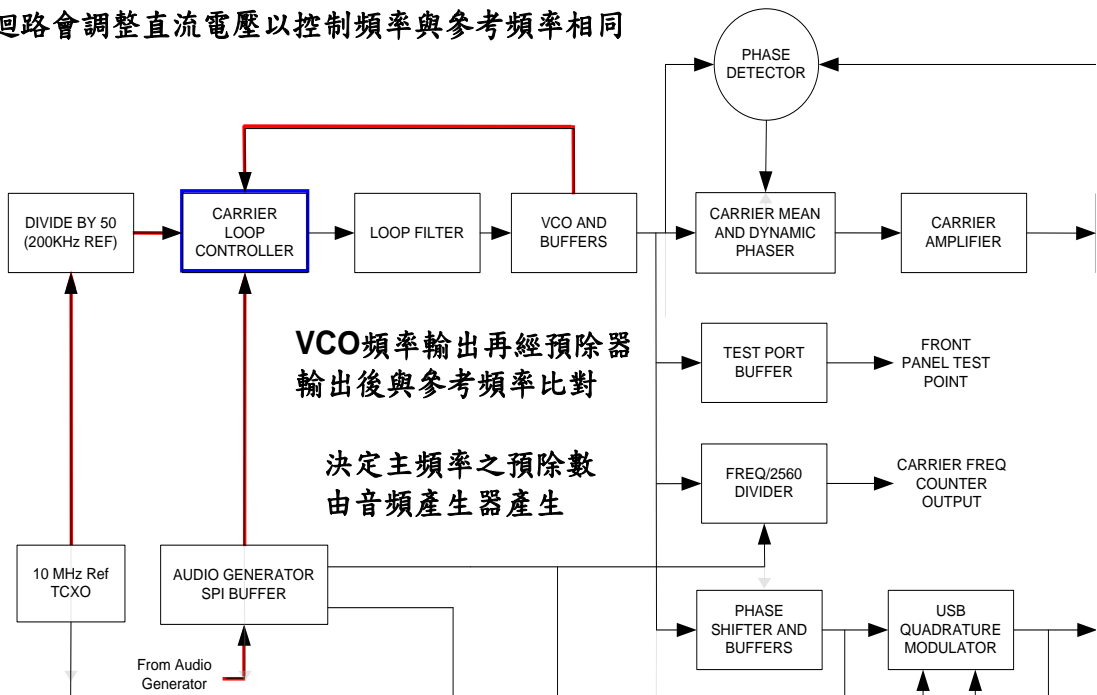 迴路會調整直流電壓以控制頻率與參考頻率相同
PHASE
DETECTOR
DIVIDE BY 50
(200KHz REF)
CARRIER
LOOP
CONTROLLER
LOOP FILTER
VCO AND
BUFFERS
CARRIER MEAN
AND DYNAMIC
PHASER
CARRIER
AMPLIFIER
VCO頻率輸出再經預除器
輸出後與參考頻率比對
TEST PORT
BUFFER
FRONT
PANEL TEST
POINT
決定主頻率之預除數
由音頻產生器產生
FREQ/2560
DIVIDER
CARRIER FREQ
COUNTER
OUTPUT
10 MHz Ref
TCXO
AUDIO GENERATOR
SPI BUFFER
PHASE
SHIFTER AND
BUFFERS
USB
QUADRATURE
MODULATOR
From Audio
Generator